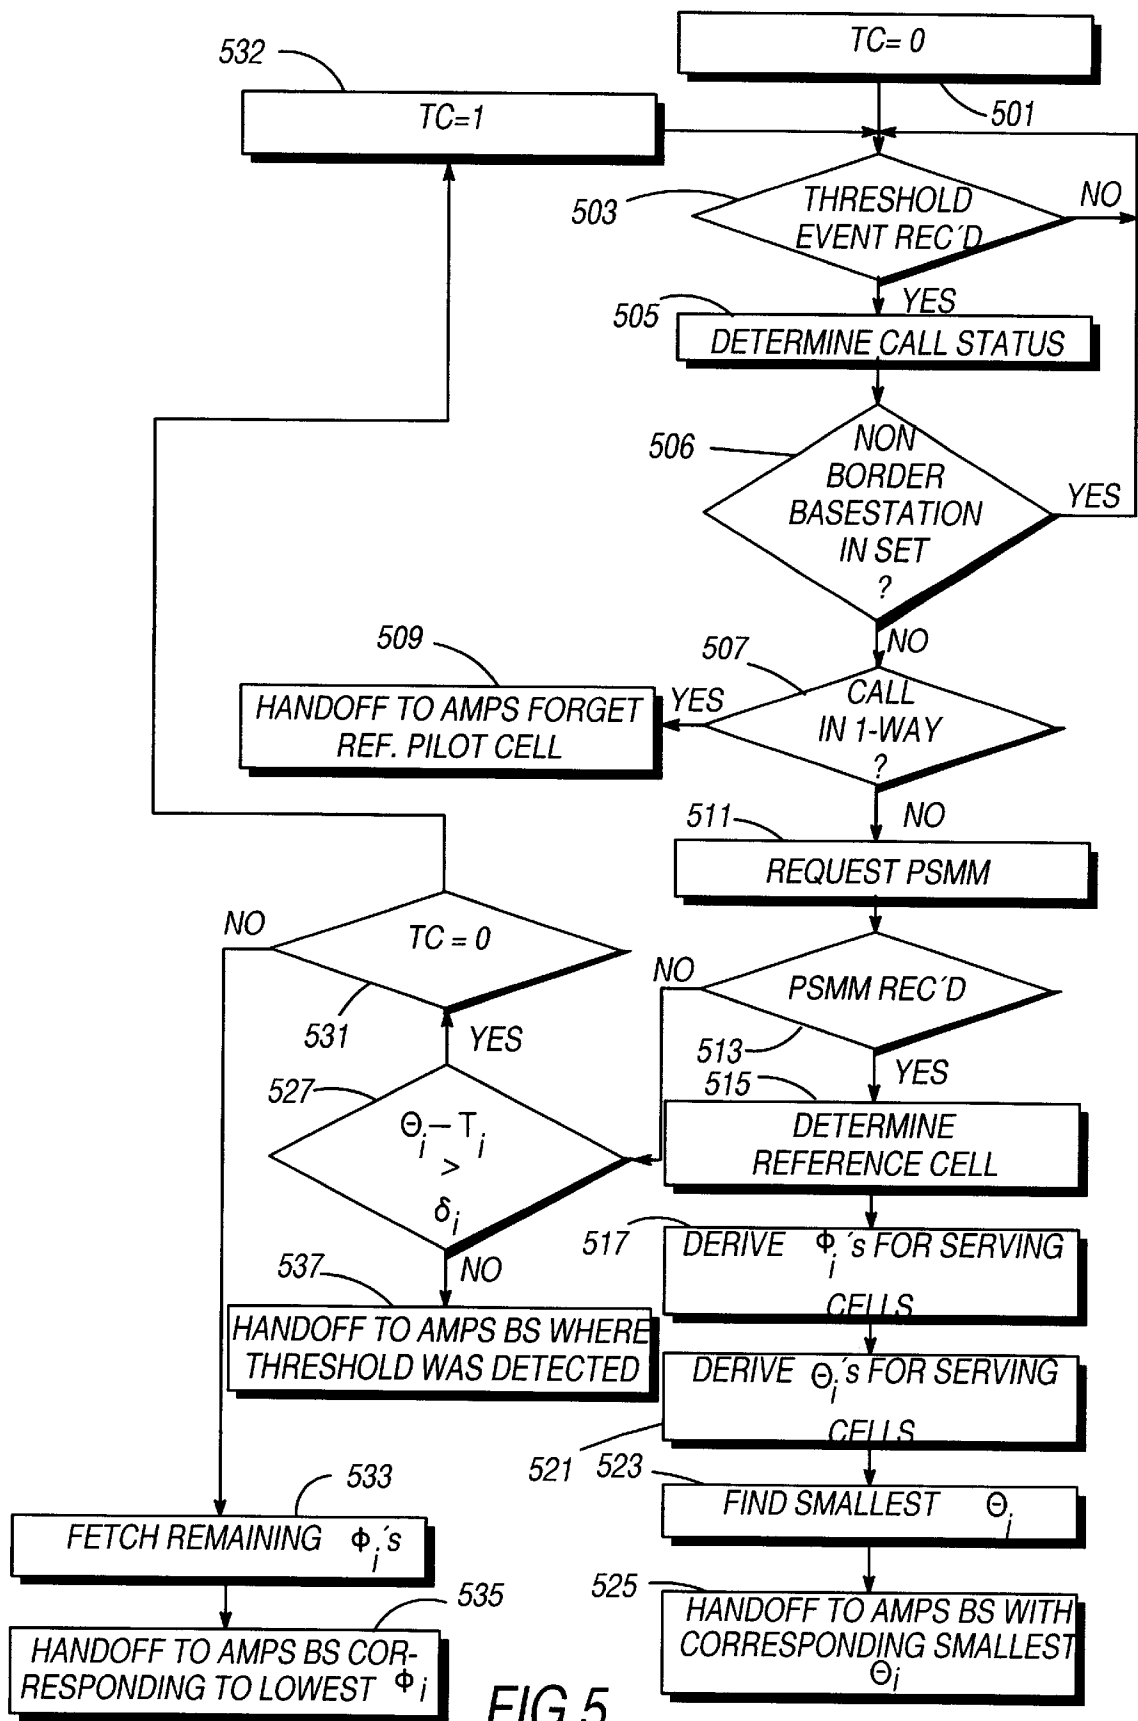 TC= 0
501
532
TC=1
503
THRESHOLD
EVENT REC´D
NO
YES
505
DETERMINE CALL STATUS
506
NON
BORDER
BASESTATION
IN SET
?
YES
NO
509
HANDOFF TO AMPS FORGET
REF. PILOT CELL
YES
507
CALL
IN 1-WAY
?
NO
511
REQUEST PSMM
NO
TC = 0
531
YES
NO
PSMM REC´D
513
YES
515
DETERMINE
REFERENCE CELL
527
Θi – Ti
>
δi
NO
517
DERIVE ϕi´s FOR SERVING
CELLS
537
HANDOFF TO AMPS BS WHERE
THRESHOLD WAS DETECTED
DERIVE Θi´s FOR SERVING
CELLS
521
523
FIND SMALLEST Θi
533
FETCH REMAINING ϕi´s
525
HANDOFF TO AMPS BS WITH
CORRESPONDING SMALLEST
Θi
535
HANDOFF TO AMPS BS COR-
RESPONDING TO LOWEST ϕi
FIG.5